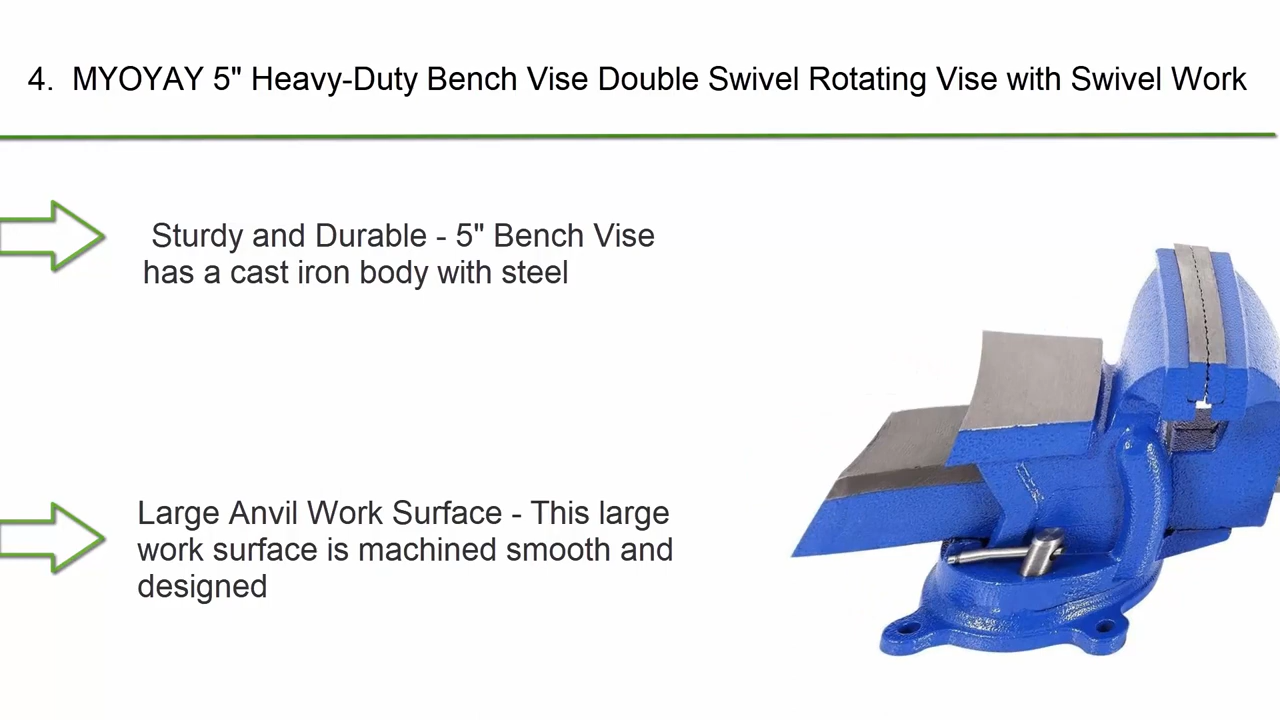 4. MYOYAY 5" Heavy-Duty Bench Vise Double Swivel Rotating Vise with Swivel Work
Sturdy and Durable - 5" Bench Vise
has a cast iron body with steel
Large Anvil Work Surface - This large
work surface is machined smooth and
designed